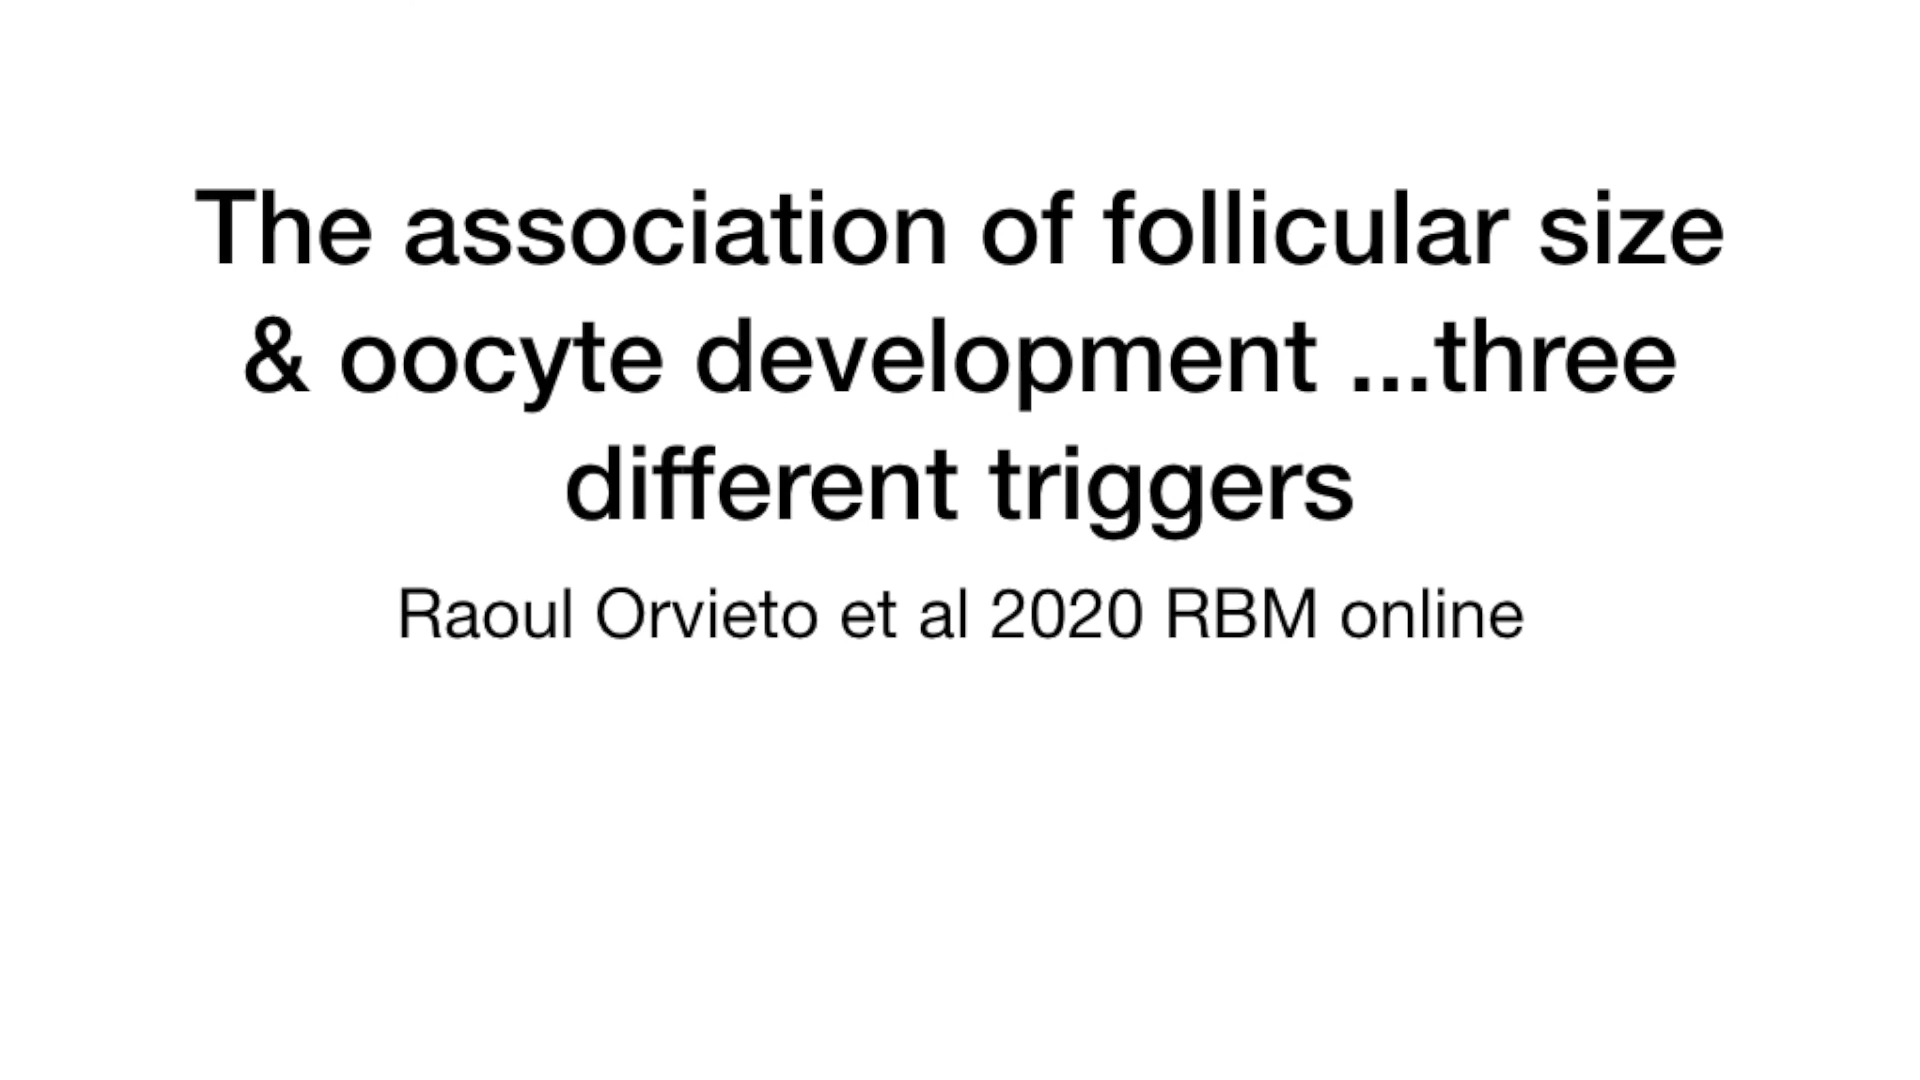 The association of follicular size
& oocyte development ...three
different triggers
Raoul Orvieto et al 2020 RBM online